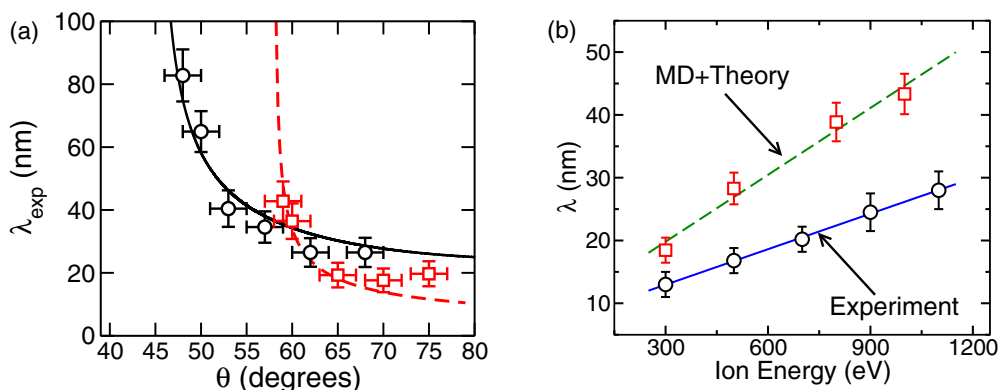 (a)
100
80
60
40
20
0
λexp (nm)
40 45 50 55 60 65 70 75 80
θ (degrees)
(b)
50
40
30
20
10
λ (nm)
MD+Theory
Experiment
300 600 900 1200
Ion Energy (eV)